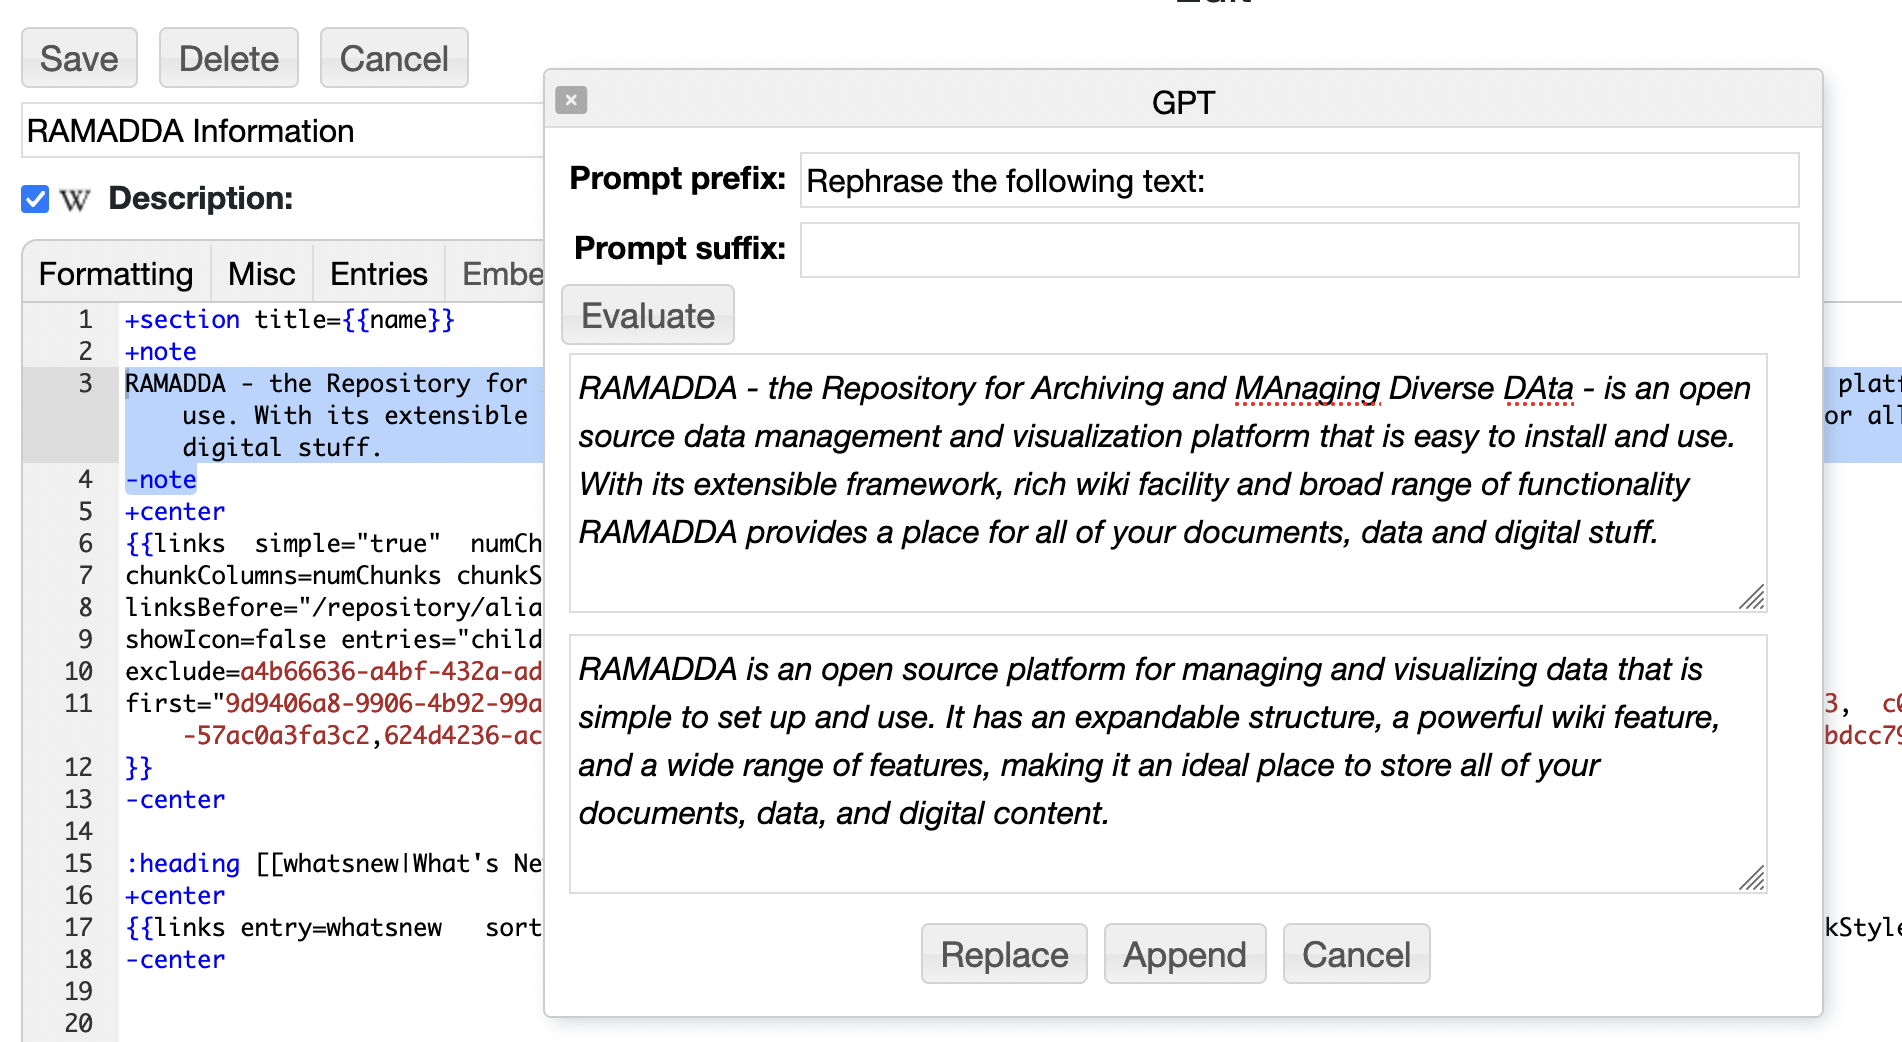 Edit
Save Delete Cancel
RAMADDA Information
W Description:
Formatting Misc Entries
1 +section title={{name}}
2 +note
3 RAMADDA - the Repository for
use. With its extensible
digital stuff.
4 -note
5 +center
6 {{links  simple="true"  numCh
7 chunkColumns=numChunks chunkS
8 linksBefore="/repository/alia
9 showIcon=false entries="child
10 exclude=a4b66636-a4bf-432a-ad
11 first="9d9406a8-9906-4b92-99a
-57ac0a3fa3c2,624d4236-ac
12 }}
13 -center
14
15 :heading [[whatsnew|What's Ne
16 +center
17 {{links entry=whatsnew   sort
18 -center
19
20
GPT
Prompt prefix: Rephrase the following text:
Prompt suffix:
Evaluate
RAMADDA - the Repository for Archiving and MAnaging Diverse DAta - is an open
source data management and visualization platform that is easy to install and use.
With its extensible framework, rich wiki facility and broad range of functionality
RAMADDA provides a place for all of your documents, data and digital stuff.
RAMADDA is an open source platform for managing and visualizing data that is
simple to set up and use. It has an expandable structure, a powerful wiki feature,
and a wide range of features, making it an ideal place to store all of your
documents, data, and digital content.
Replace Append Cancel
or all
3,  c0
bdcc79
kStyle